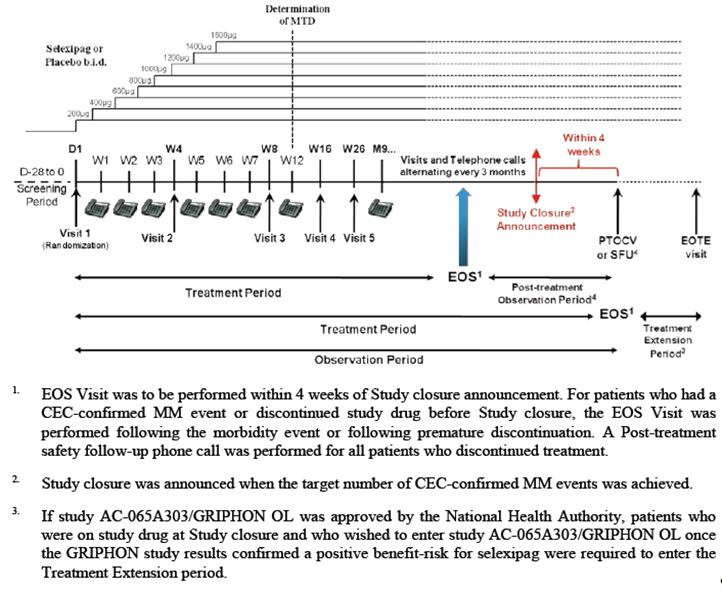 Determination
of MTD
Selexipag or
Placebo b.i.d.
1600µg
1400µg
1200µg
1000µg
800µg
600µg
400µg
200µg
D1 W4 W8 W16 W26 M9...
W1 W2 W3 W5 W6 W7 W12
Visits and Telephone calls
alternating every 3 months
Within 4
weeks
D-28 to 0
Screening
Period
Visit 1
(Randomization)
Visit 2
Visit 3
Visit 4
Visit 5
Study Closure²
Announcement
PTOCV
or SFU⁴
EOTE
visit
EOS¹
Treatment Period
Post-treatment
Observation Period⁴
EOS¹
Treatment Period
Treatment
Extension
Period³
Observation Period
1. EOS Visit was to be performed within 4 weeks of Study closure announcement. For patients who had a
CEC-confirmed MM event or discontinued study drug before Study closure, the EOS Visit was
performed following the morbidity event or following premature discontinuation. A Post-treatment
safety follow-up phone call was performed for all patients who discontinued treatment.
2. Study closure was announced when the target number of CEC-confirmed MM events was achieved.
3. If study AC-065A303/GRIPHON OL was approved by the National Health Authority, patients who
were on study drug at Study closure and who wished to enter study AC-065A303/GRIPHON OL once
the GRIPHON study results confirmed a positive benefit-risk for selexipag were required to enter the
Treatment Extension period.